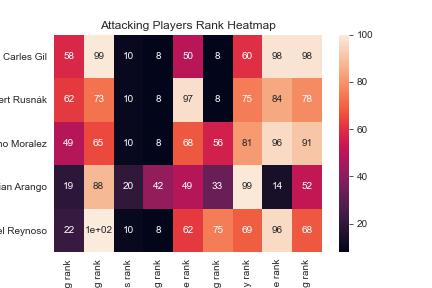 Attacking Players Rank Heatmap
Carles Gil 58 99 10 8 50 8 60 98 98
ert Rusnák 62 73 10 8 97 8 75 84 78
no Moralez 49 65 10 8 68 56 81 96 91
ian Arango 19 88 20 42 49 33 99 14 52
el Reynoso 22 1e+02 10 8 62 75 69 96 68
g rank g rank s rank g rank e rank g rank y rank e rank g rank
100
80
60
40
20